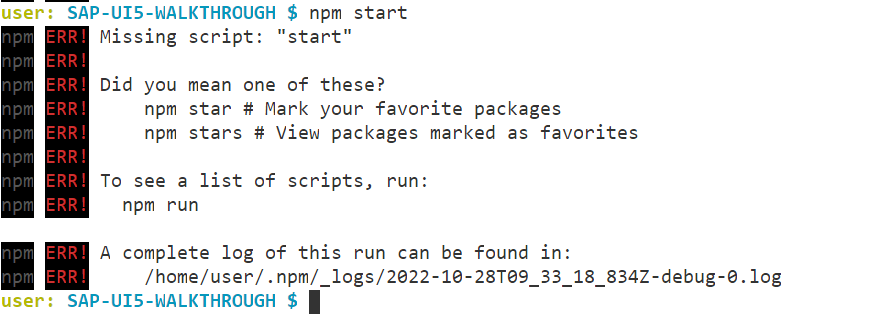 user: SAP-UI5-WALKTHROUGH $ npm start
npm ERR! Missing script: "start"
npm ERR!
npm ERR! Did you mean one of these?
npm ERR!     npm star # Mark your favorite packages
npm ERR!     npm stars # View packages marked as favorites
npm ERR!
npm ERR! To see a list of scripts, run:
npm ERR!   npm run

npm ERR! A complete log of this run can be found in:
npm ERR!     /home/user/.npm/_logs/2022-10-28T09_33_18_834Z-debug-0.log
user: SAP-UI5-WALKTHROUGH $